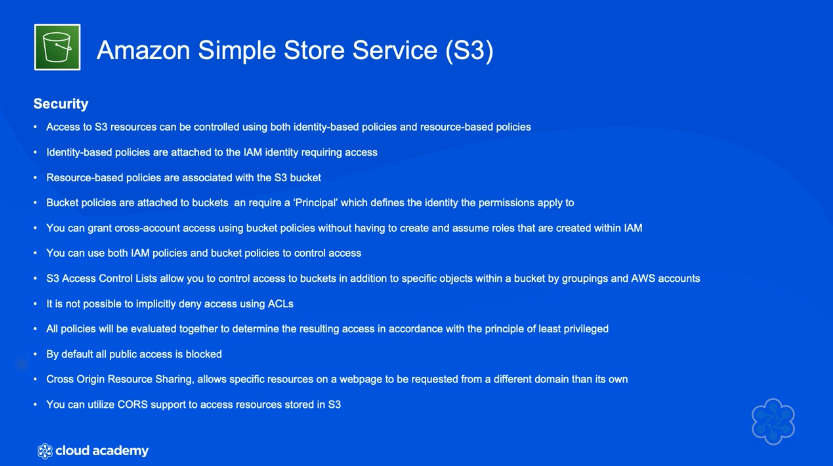 Amazon Simple Store Service (S3)
Security
• Access to S3 resources can be controlled using both identity-based policies and resource-based policies
• Identity-based policies are attached to the IAM identity requiring access
• Resource-based policies are associated with the S3 bucket
• Bucket policies are attached to buckets  an require a ‘Principal’ which defines the identity the permissions apply to
• You can grant cross-account access using bucket policies without having to create and assume roles that are created within IAM
• You can use both IAM policies and bucket policies to control access
• S3 Access Control Lists allow you to control access to buckets in addition to specific objects within a bucket by groupings and AWS accounts
• It is not possible to implicitly deny access using ACLs
• All policies will be evaluated together to determine the resulting access in accordance with the principle of least privileged
• By default all public access is blocked
• Cross Origin Resource Sharing, allows specific resources on a webpage to be requested from a different domain than its own
• You can utilize CORS support to access resources stored in S3
cloud academy